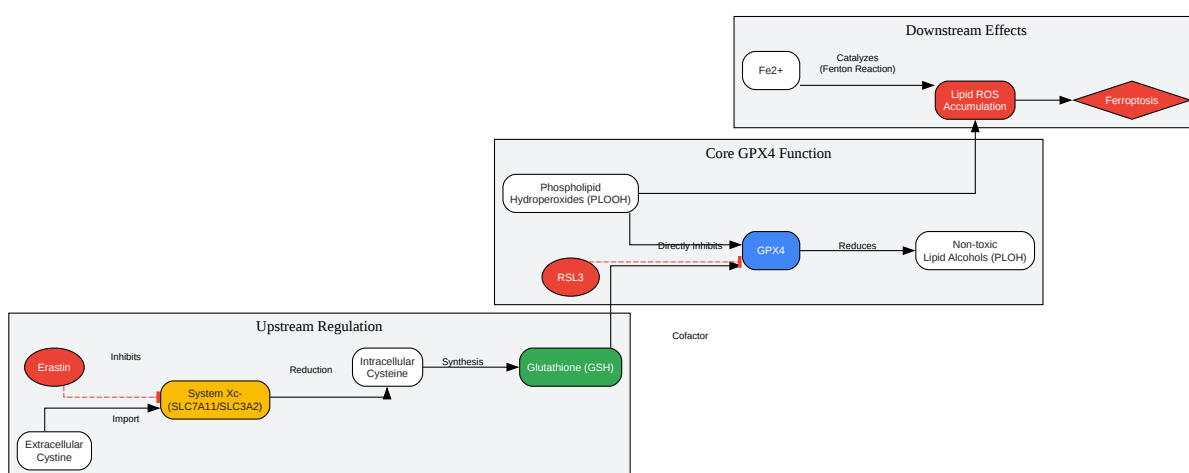 Downstream Effects
Fe2+
Catalyzes
(Fenton Reaction)
Lipid ROS
Accumulation
Ferroptosis
Core GPX4 Function
Phospholipid
Hydroperoxides (PLOOH)
Directly Inhibits
GPX4
Reduces
Non-toxic
Lipid Alcohols (PLOH)
RSL3
Upstream Regulation
Cofactor
Inhibits
Erastin
Reduction
Intracellular
Cysteine
Synthesis
Glutathione (GSH)
System Xc-
(SLC7A11/SLC3A2)
Import
Extracellular
Cystine